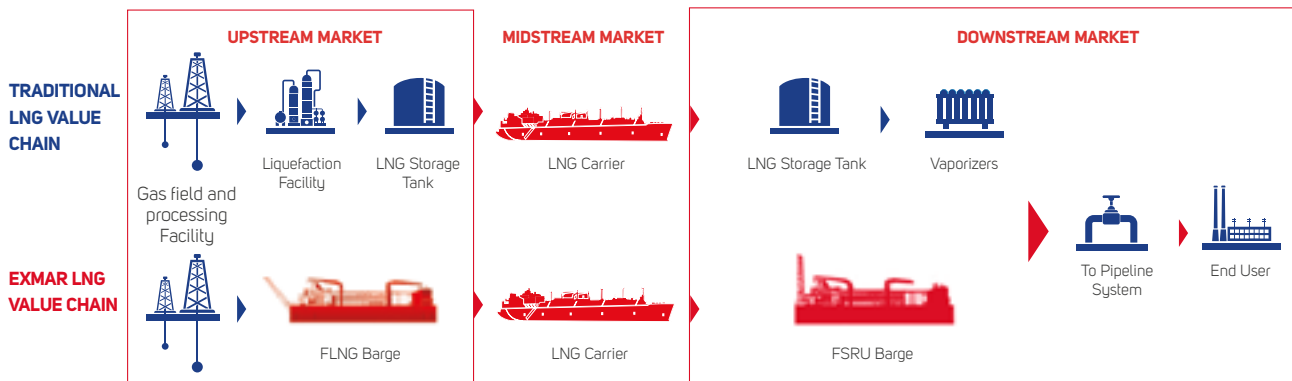 UPSTREAM MARKET
MIDSTREAM MARKET
DOWNSTREAM MARKET
TRADITIONAL
LNG VALUE
CHAIN
Liquefaction
Facility
LNG Storage
Tank
LNG Carrier
LNG Storage Tank
Vaporizers
Gas field and
processing
Facility
To Pipeline
System
End User
EXMAR LNG
VALUE CHAIN
FLNG Barge
LNG Carrier
FSRU Barge